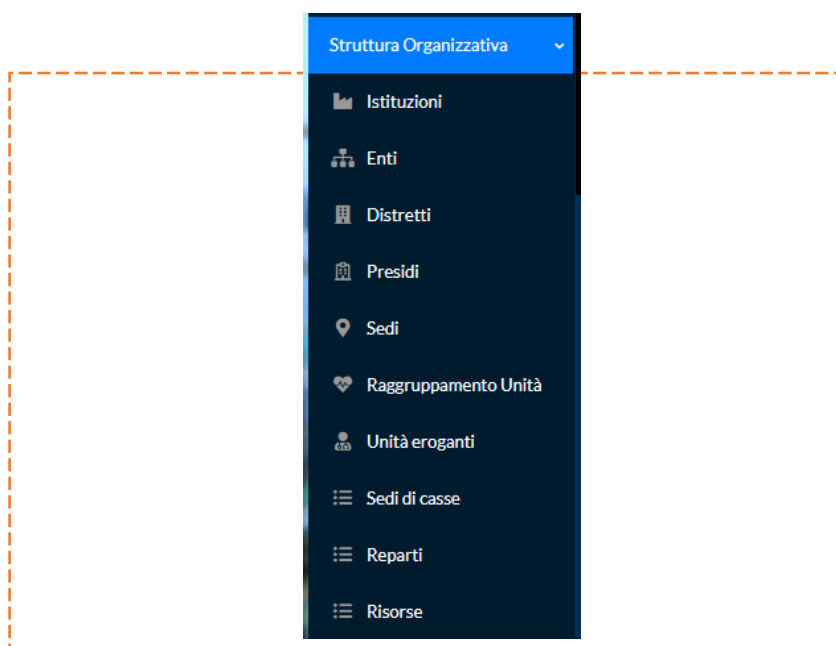 Struttura Organizzativa
Istituzioni
Enti
Distretti
Presidi
Sedi
Raggruppamento Unità
Unità eroganti
Sedi di casse
Reparti
Risorse